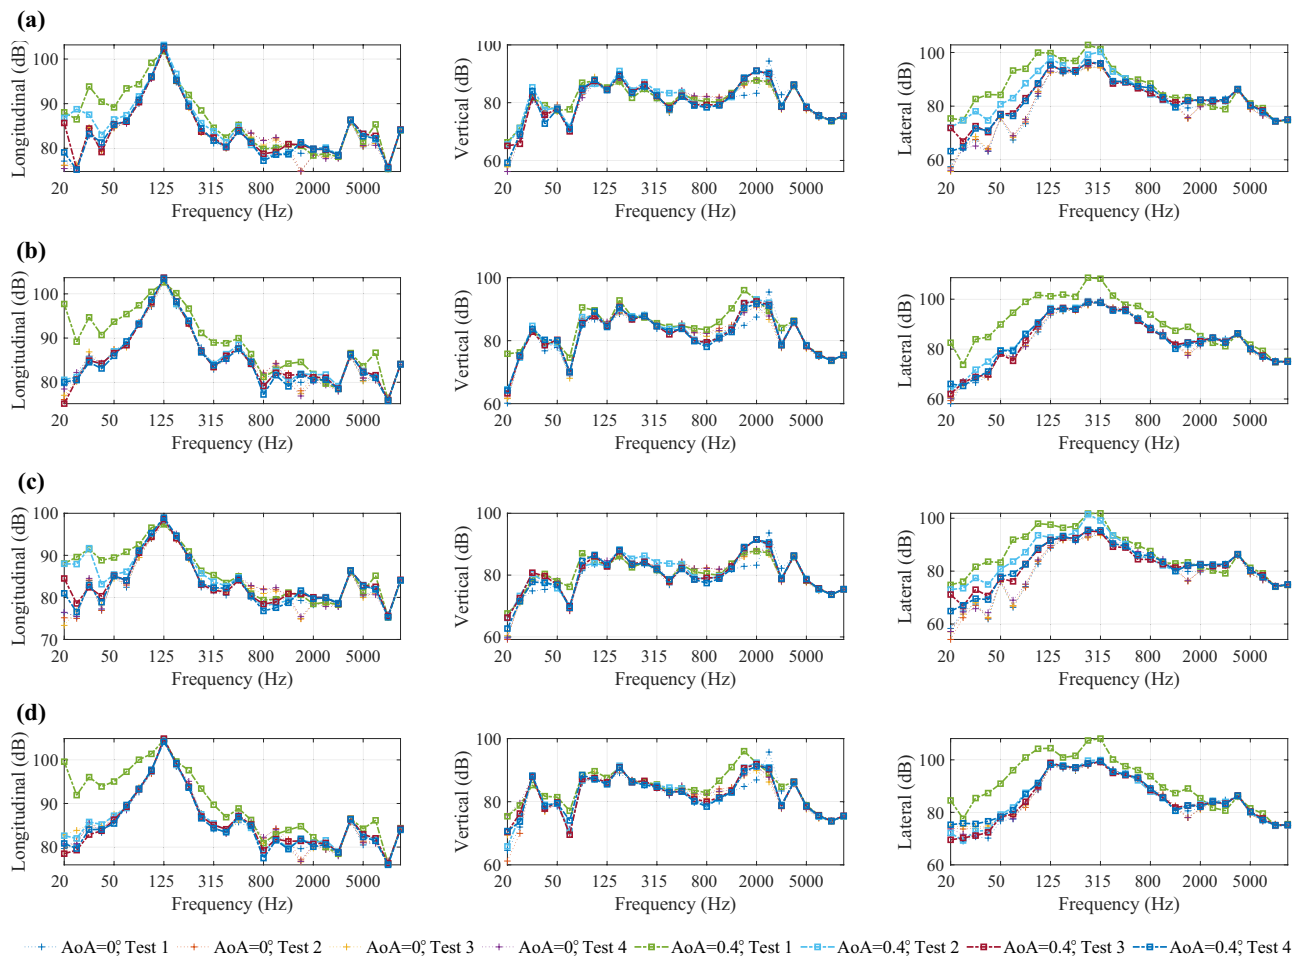 (a)
Longitudinal (dB)
100
90
80
20 50 125 315 800 2000 5000
Frequency (Hz)
Vertical (dB)
100
80
60
20 50 125 315 800 2000 5000
Frequency (Hz)
Lateral (dB)
100
80
60
20 50 125 315 800 2000 5000
Frequency (Hz)
(b)
Longitudinal (dB)
100
90
80
20 50 125 315 800 2000 5000
Frequency (Hz)
Vertical (dB)
100
80
60
20 50 125 315 800 2000 5000
Frequency (Hz)
Lateral (dB)
100
80
60
20 50 125 315 800 2000 5000
Frequency (Hz)
(c)
Longitudinal (dB)
100
90
80
70
20 50 125 315 800 2000 5000
Frequency (Hz)
Vertical (dB)
100
80
60
20 50 125 315 800 2000 5000
Frequency (Hz)
Lateral (dB)
100
80
60
20 50 125 315 800 2000 5000
Frequency (Hz)
(d)
Longitudinal (dB)
100
90
80
20 50 125 315 800 2000 5000
Frequency (Hz)
Vertical (dB)
100
80
60
20 50 125 315 800 2000 5000
Frequency (Hz)
Lateral (dB)
100
80
60
20 50 125 315 800 2000 5000
Frequency (Hz)
AoA=0°, Test 1 AoA=0°, Test 2 AoA=0°, Test 3 AoA=0°, Test 4 AoA=0.4°, Test 1 AoA=0.4°, Test 2 AoA=0.4°, Test 3 AoA=0.4°, Test 4